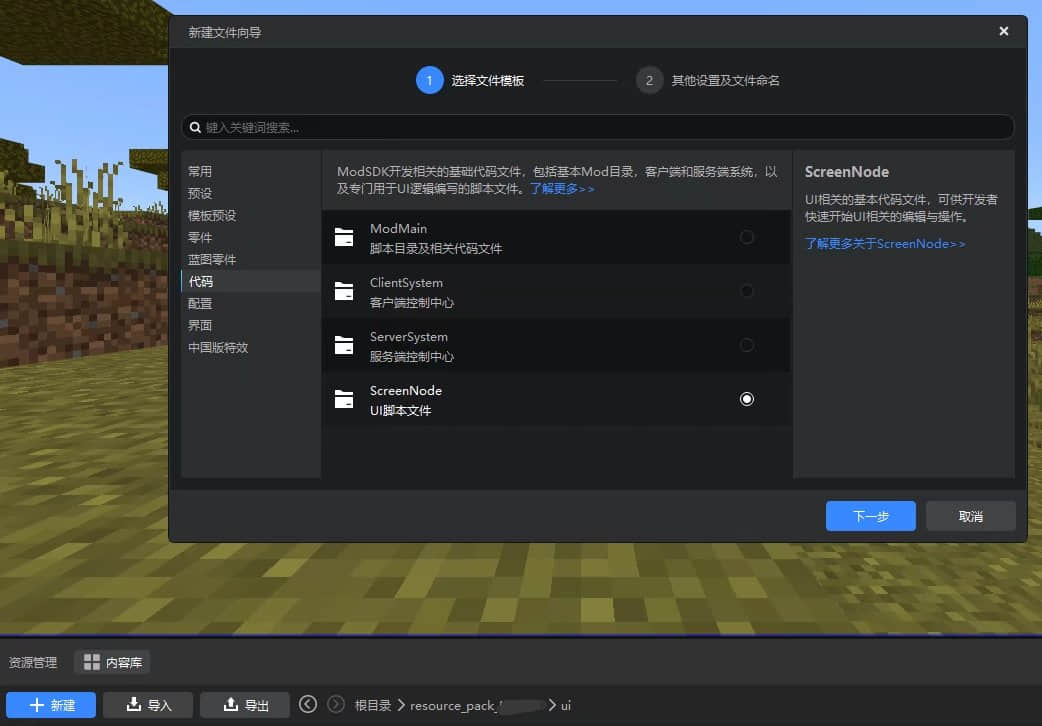 新建文件向导
1 选择文件模板
2 其他设置及文件命名
键入关键词搜索...
常用
预设
模板预设
零件
蓝图零件
代码
配置
界面
中国版特效
ModSDK开发相关的基础代码文件，包括基本Mod目录，客户端和服务端系统，以
及专门用于UI逻辑编写的脚本文件。了解更多>>
ModMain
脚本目录及相关代码文件
ClientSystem
客户端控制中心
ServerSystem
服务端控制中心
ScreenNode
UI脚本文件
ScreenNode
UI相关的基本代码文件，可供开发者
快速开始UI相关的编辑与操作。
了解更多关于ScreenNode>>
下一步
取消
资源管理
内容库
新建
导入
导出
根目录
resource_pack_
ui